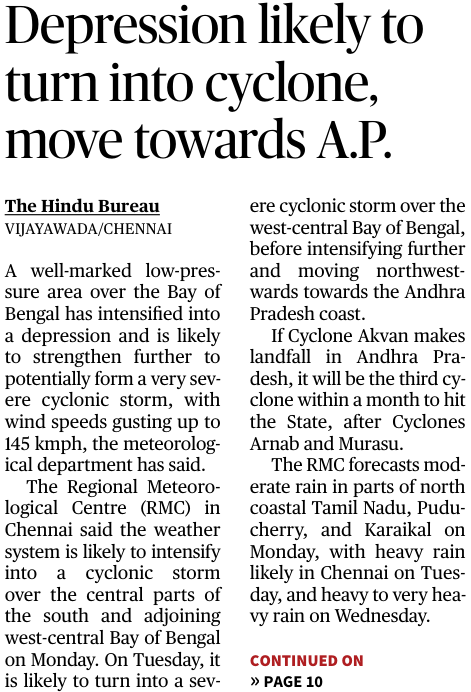 Depression likely to
turn into cyclone,
move towards A.P.
The Hindu Bureau
VIJAYAWADA/CHENNAI
A well-marked low-pres-
sure area over the Bay of
Bengal has intensified into
a depression and is likely
to strengthen further to
potentially form a very sev-
ere cyclonic storm, with
wind speeds gusting up to
145 kmph, the meteorolog-
ical department has said.
The Regional Meteoro-
logical Centre (RMC) in
Chennai said the weather
system is likely to intensify
into a cyclonic storm
over the central parts of
the south and adjoining
west-central Bay of Bengal
on Monday. On Tuesday, it
is likely to turn into a sev-
ere cyclonic storm over the
west-central Bay of Bengal,
before intensifying further
and moving northwest-
wards towards the Andhra
Pradesh coast.
If Cyclone Akvan makes
landfall in Andhra Pra-
desh, it will be the third cy-
clone within a month to hit
the State, after Cyclones
Arnab and Murasu.
The RMC forecasts mod-
erate rain in parts of north
coastal Tamil Nadu, Pudu-
cherry, and Karaikal on
Monday, with heavy rain
likely in Chennai on Tues-
day, and heavy to very hea-
vy rain on Wednesday.
CONTINUED ON
» PAGE 10